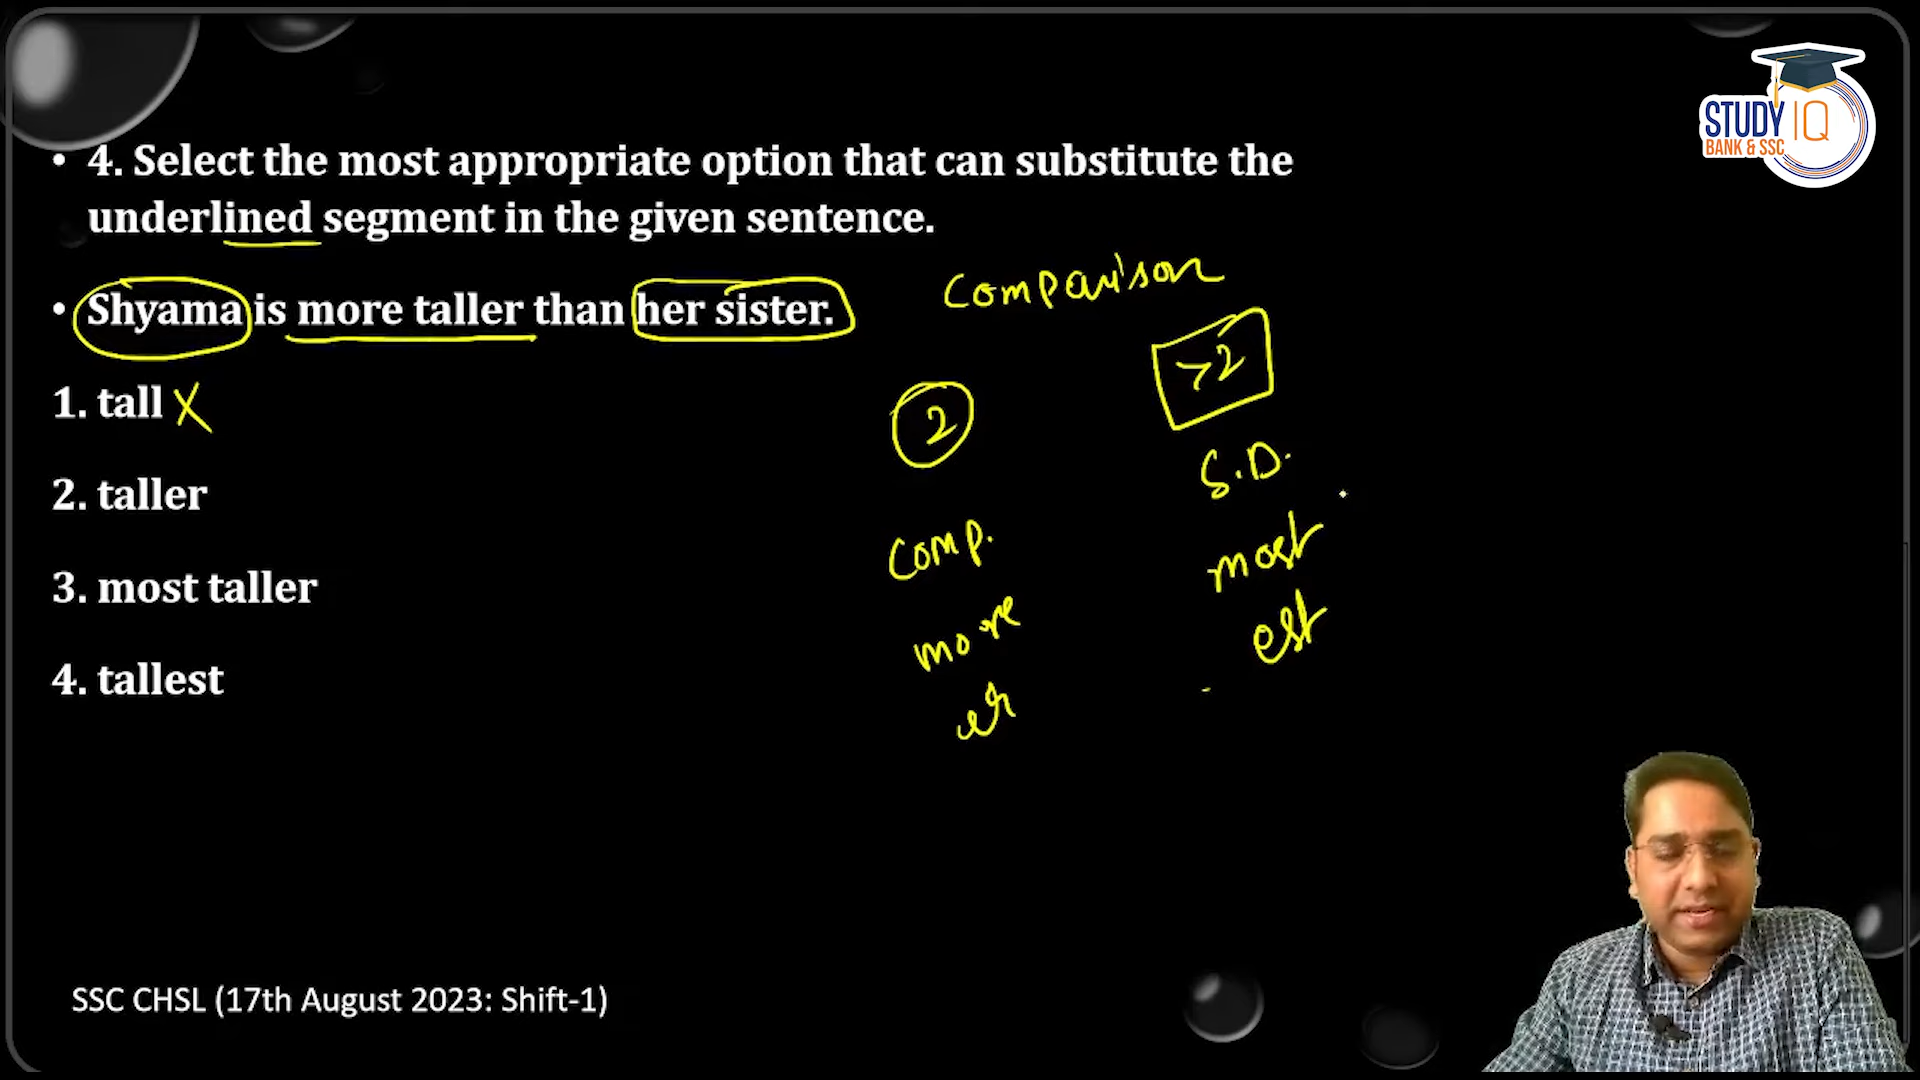 STUDY IQ
BANK & SSC
• 4. Select the most appropriate option that can substitute the
underlined segment in the given sentence.
• Shyama is more taller than her sister.
1. tall X
2. taller
3. most taller
4. tallest
Comparison
2
>2
Comp.
S.D.
more
most
er
est
SSC CHSL (17th August 2023: Shift-1)